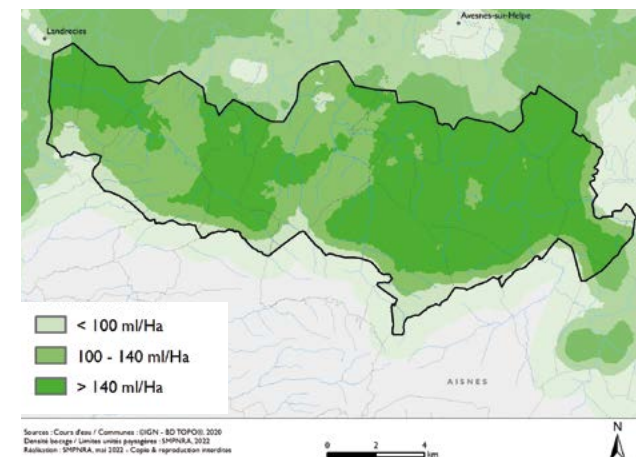 Landrecies
Avesnes-sur-Helpe
< 100 ml/Ha
100 - 140 ml/Ha
> 140 ml/Ha
AISNES
Sources : Cours d'eau / Communes : ©IGN - BD TOPO®, 2020
Densité bocage / Limites unités paysagères : SMPNRA, 2022
Réalisation : SMPNRA, mai 2022 - Copie & reproduction interdites
0 2 4
km
N